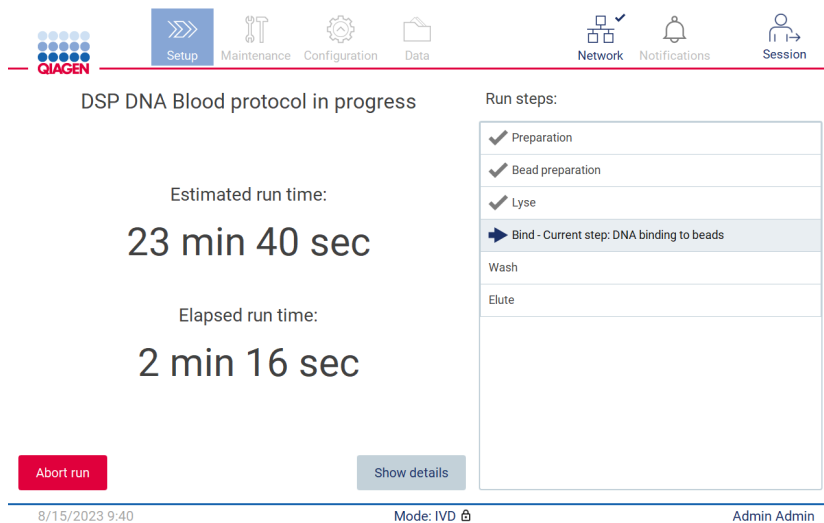 QIAGEN
Setup
Maintenance
Configuration
Data
Network
Notifications
Session
DSP DNA Blood protocol in progress
Estimated run time:
23 min 40 sec
Elapsed run time:
2 min 16 sec
Abort run
Show details
Run steps:
Preparation
Bead preparation
Lyse
Bind - Current step: DNA binding to beads
Wash
Elute
8/15/2023 9:40
Mode: IVD
Admin Admin